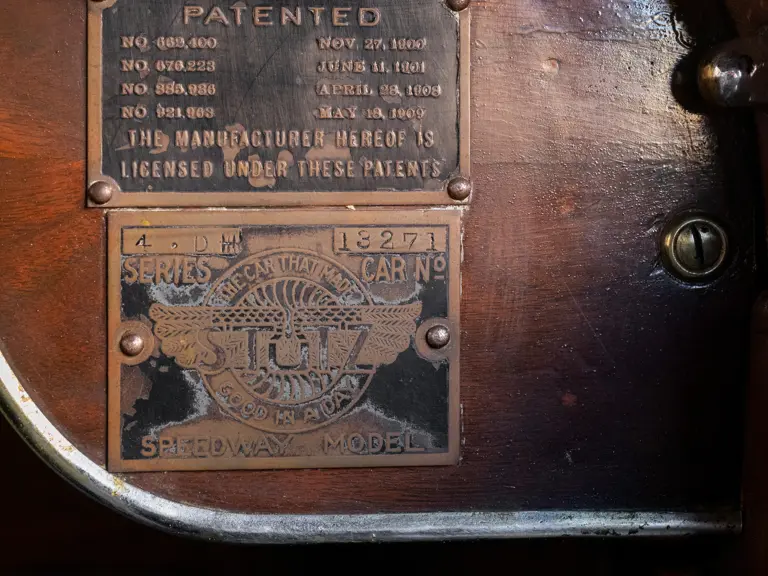 PATENTED
NO. 662,400 NOV. 27, 1900
NO. 676,223 JUNE 11, 1901
NO. 885,986 APRIL 28, 1908
NO. 921,963 MAY 18, 1909
THE MANUFACTURER HEREOF IS
LICENSED UNDER THESE PATENTS
4, DH 13271
SERIES CAR NO
THE CAR THAT MADE
STUTZ
GOOD IN A DAY
SPEEDWAY MODEL